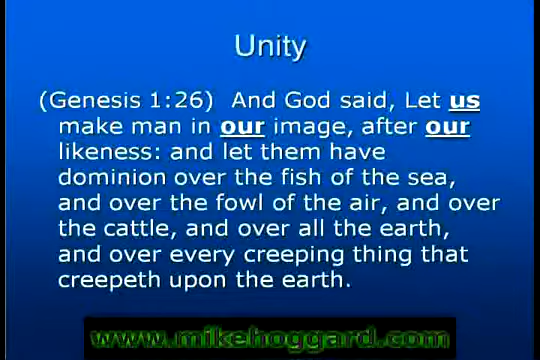 Unity
(Genesis 1:26)  And God said, Let us
make man in our image, after our
likeness: and let them have
dominion over the fish of the sea,
and over the fowl of the air, and over
the cattle, and over all the earth,
and over every creeping thing that
creepeth upon the earth.
www.mikehoggard.com